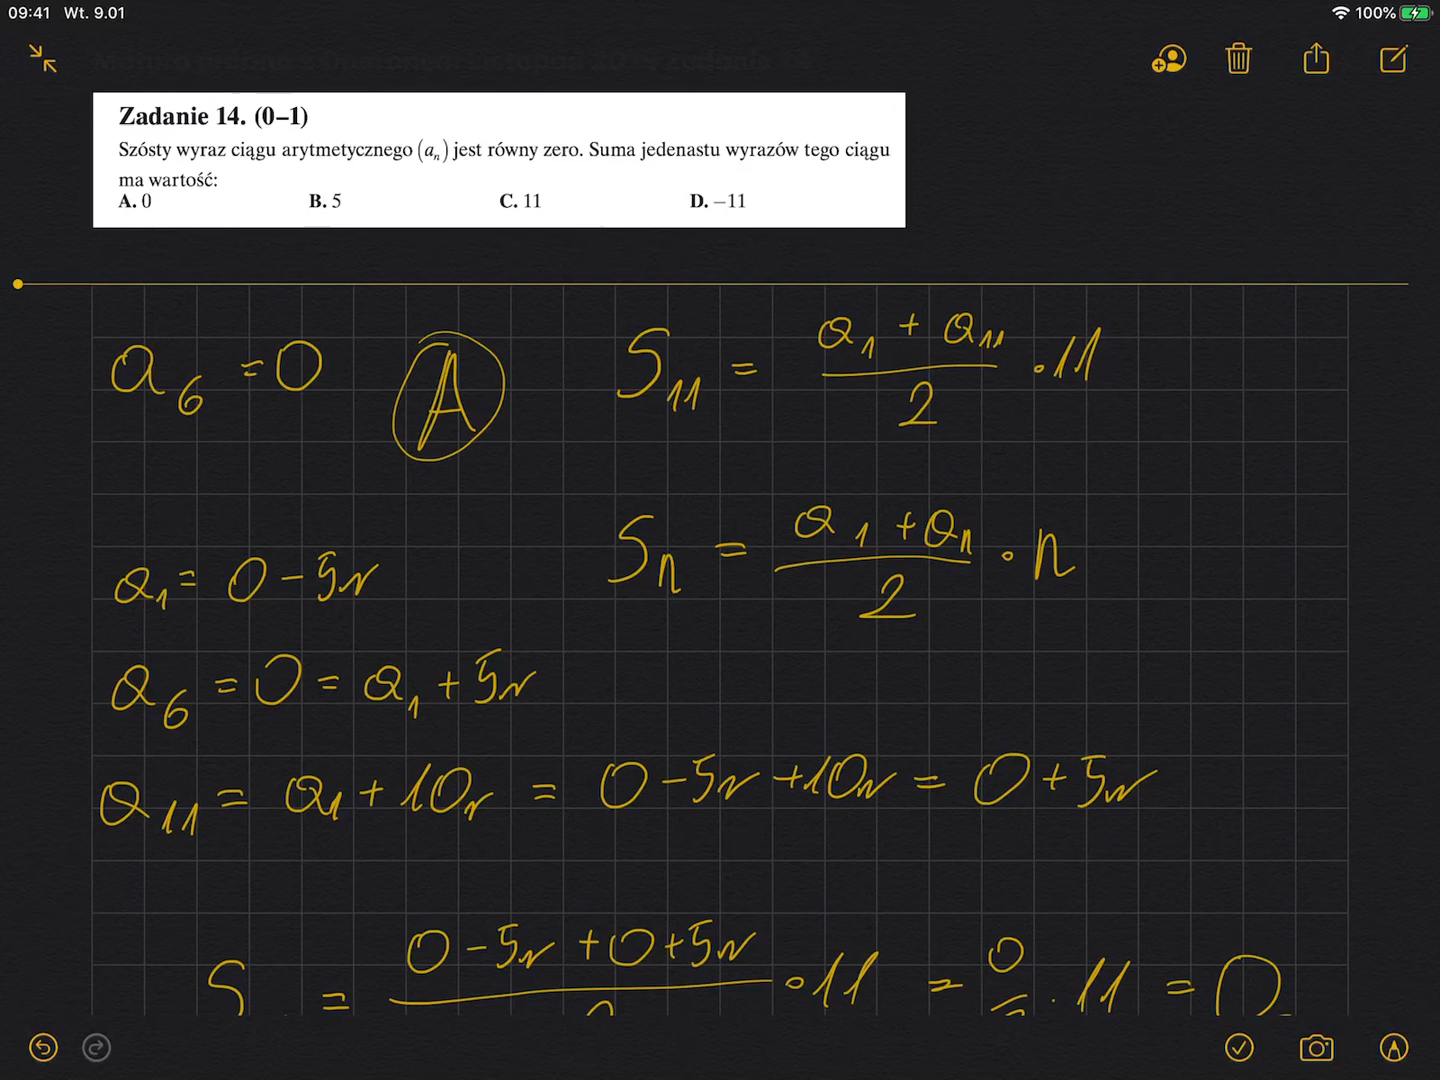 09:41 Wt. 9.01 100%
Zadanie 14. (0–1)
Szósty wyraz ciągu arytmetycznego (aₙ) jest równy zero. Suma jedenastu wyrazów tego ciągu
ma wartość:
A. 0 B. 5 C. 11 D. −11
a₆ = 0 A S₁₁ = (a₁ + a₁₁)/2 · 11
Sₙ = (a₁ + aₙ)/2 · n
a₁ = 0 − 5r
a₆ = 0 = a₁ + 5r
a₁₁ = a₁ + 10r = 0 − 5r + 10r = 0 + 5r
S = 0 − 5r + 0 + 5r · 11 = 0 · 11 = 0